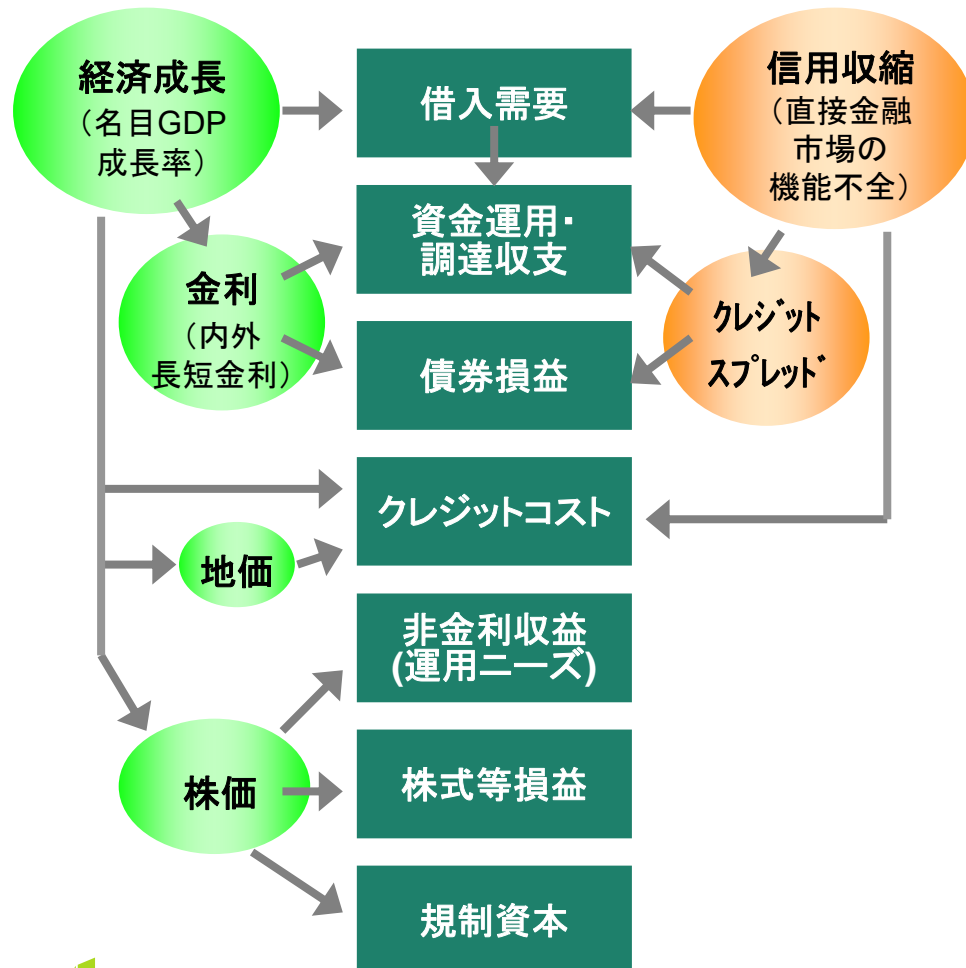 経済成長
（名目GDP
成長率）
借入需要
信用収縮
（直接金融
市場の
機能不全）
資金運用・
調達収支
金利
（内外
長短金利）
ｸﾚｼﾞｯﾄ
ｽﾌﾟﾚｯﾄﾞ
債券損益
クレジットコスト
地価
非金利収益
(運用ニーズ)
株価
株式等損益
規制資本